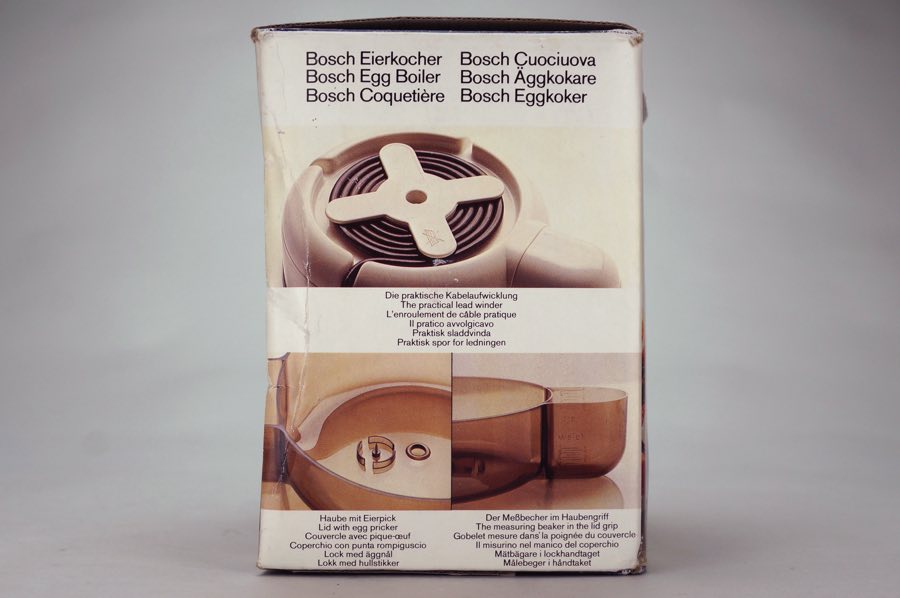 Bosch Eierkocher
Bosch Egg Boiler
Bosch Coquetière
Bosch Cuociuova
Bosch Äggkokare
Bosch Eggkoker
Die praktische Kabelaufwicklung
The practical lead winder
L'enroulement de câble pratique
Il pratico avvolgicavo
Praktisk sladdvinda
Praktisk spor for ledningen
Haube mit Eierpick
Lid with egg pricker
Couvercle avec pique-œuf
Coperchio con punta rompiguscio
Lock med äggnål
Lokk med hullstikker
Der Meßbecher im Haubengriff
The measuring beaker in the lid grip
Gobelet mesure dans la poignée du couvercle
Il misurino nel manico del coperchio
Mätbägare i lockhandtaget
Målebeger i håndtaket